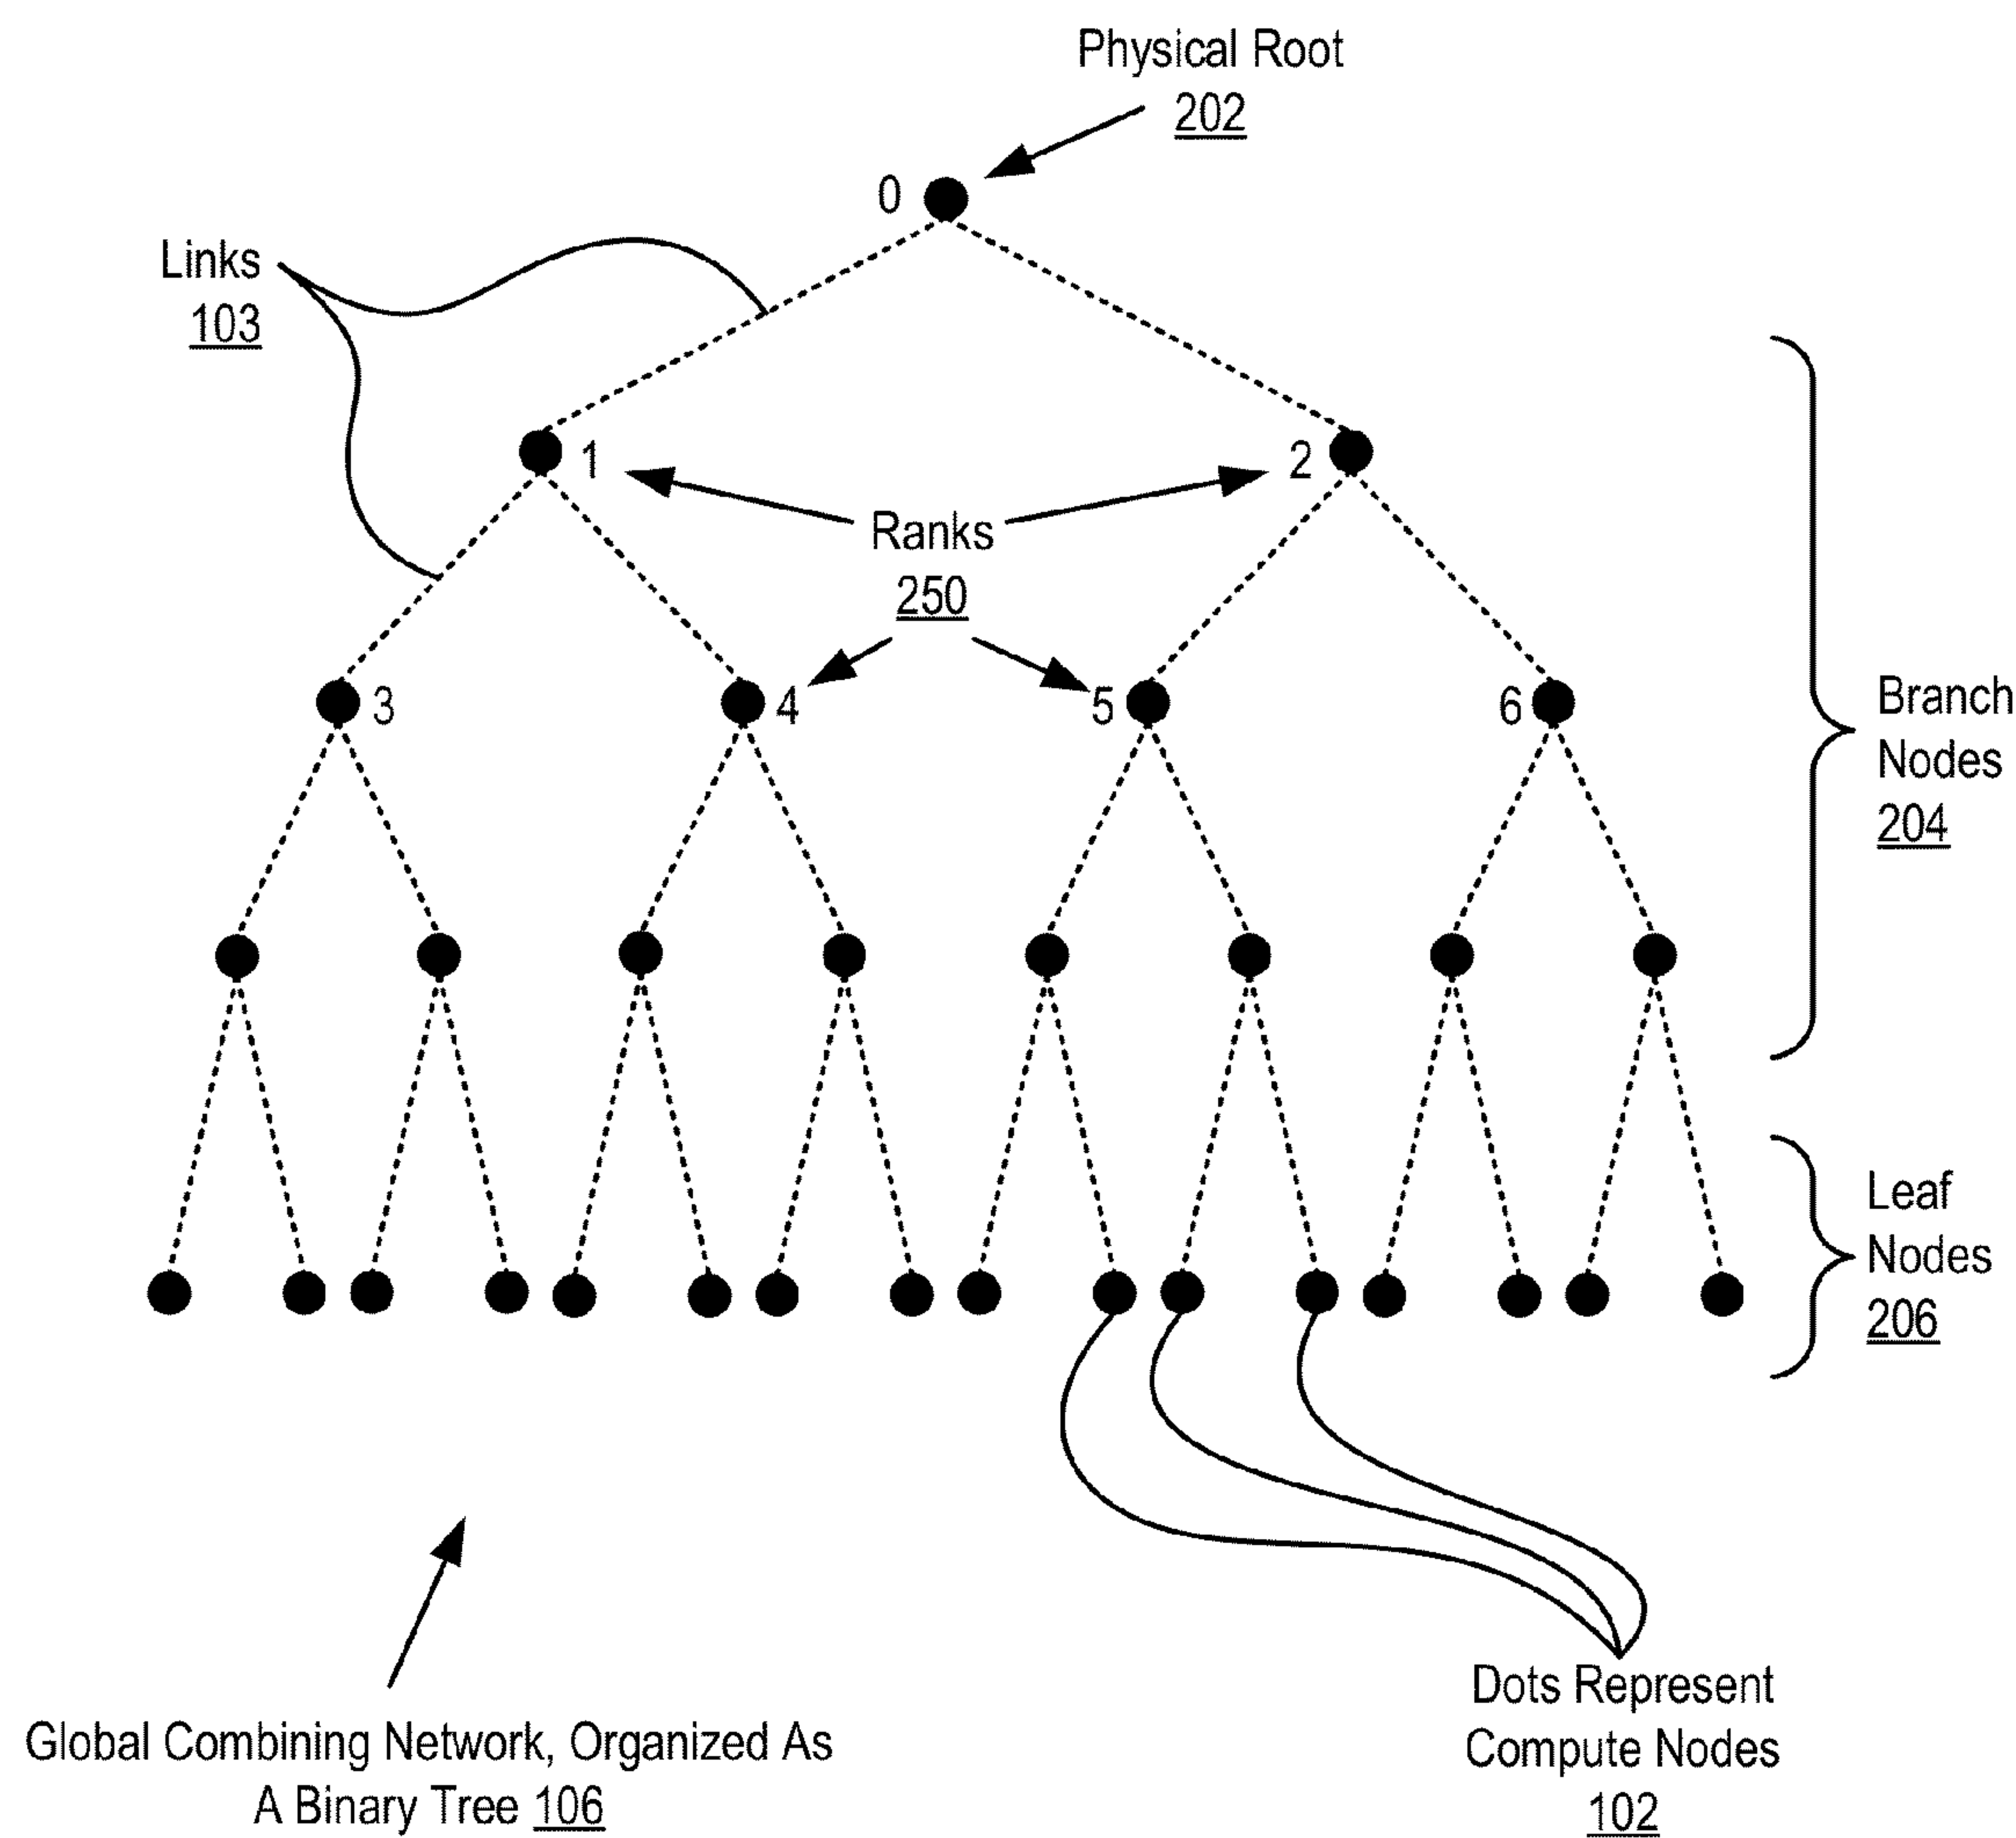 Physical Root
202
0
Links
103
1
2
Ranks
250
3
4
5
6
Branch
Nodes
204
Leaf
Nodes
206
Dots Represent
Compute Nodes
102
Global Combining Network, Organized As
A Binary Tree 106